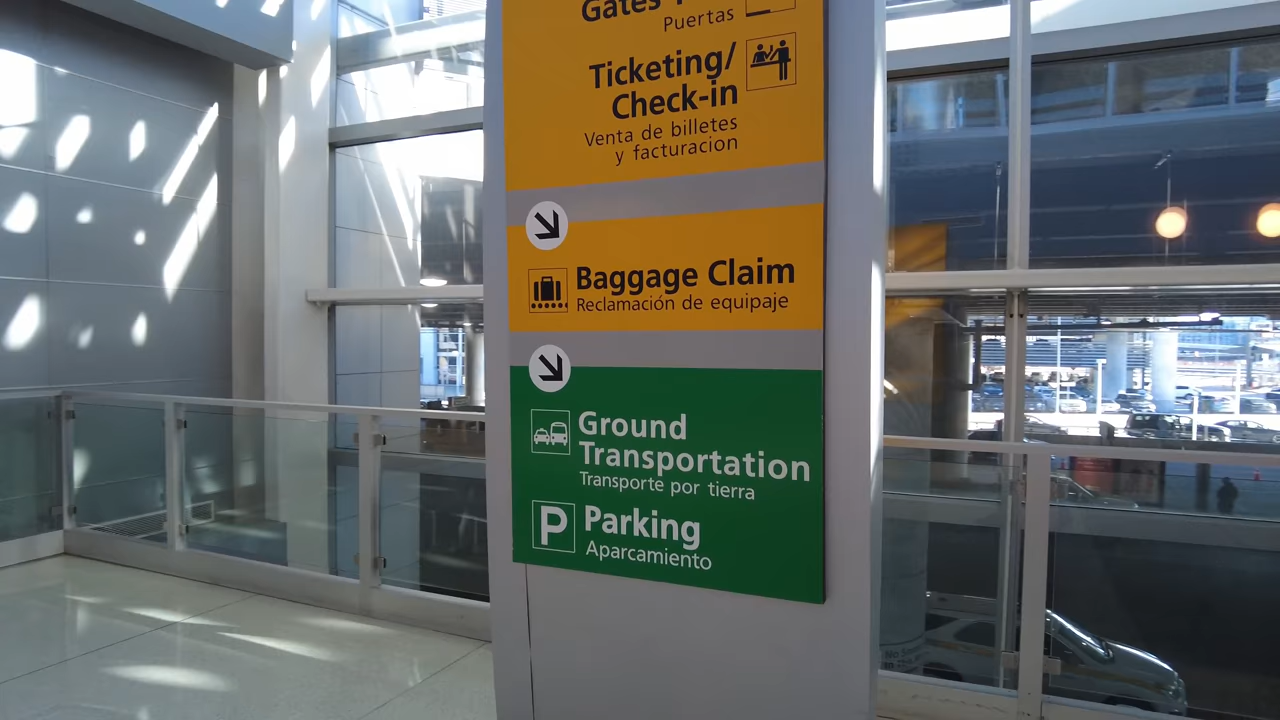 Gates
Puertas
Ticketing/
Check-in
Venta de billetes
y facturacion
Baggage Claim
Reclamación de equipaje
Ground
Transportation
Transporte por tierra
P
Parking
Aparcamiento